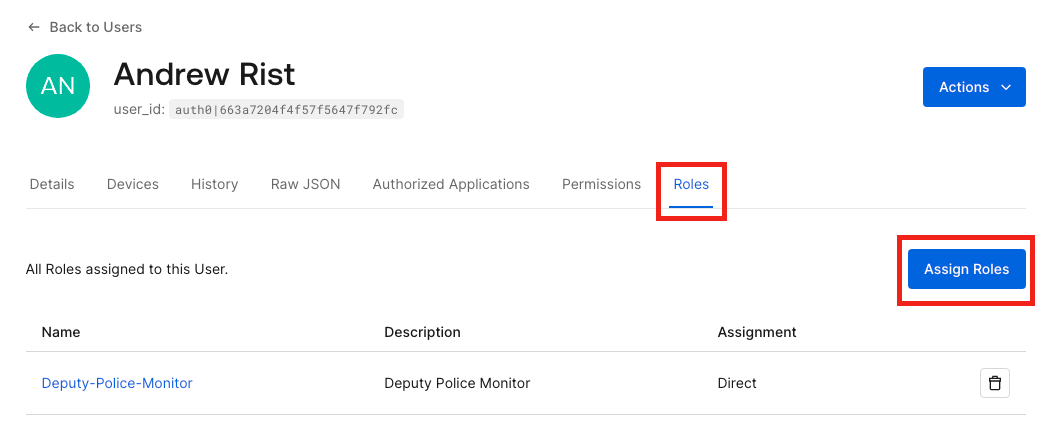 ← Back to Users
AN
Andrew Rist
user_id: auth0|663a7204f4f57f5647f792fc
Actions
Details Devices History Raw JSON Authorized Applications Permissions Roles
All Roles assigned to this User.
Assign Roles
Name Description Assignment
Deputy-Police-Monitor Deputy Police Monitor Direct